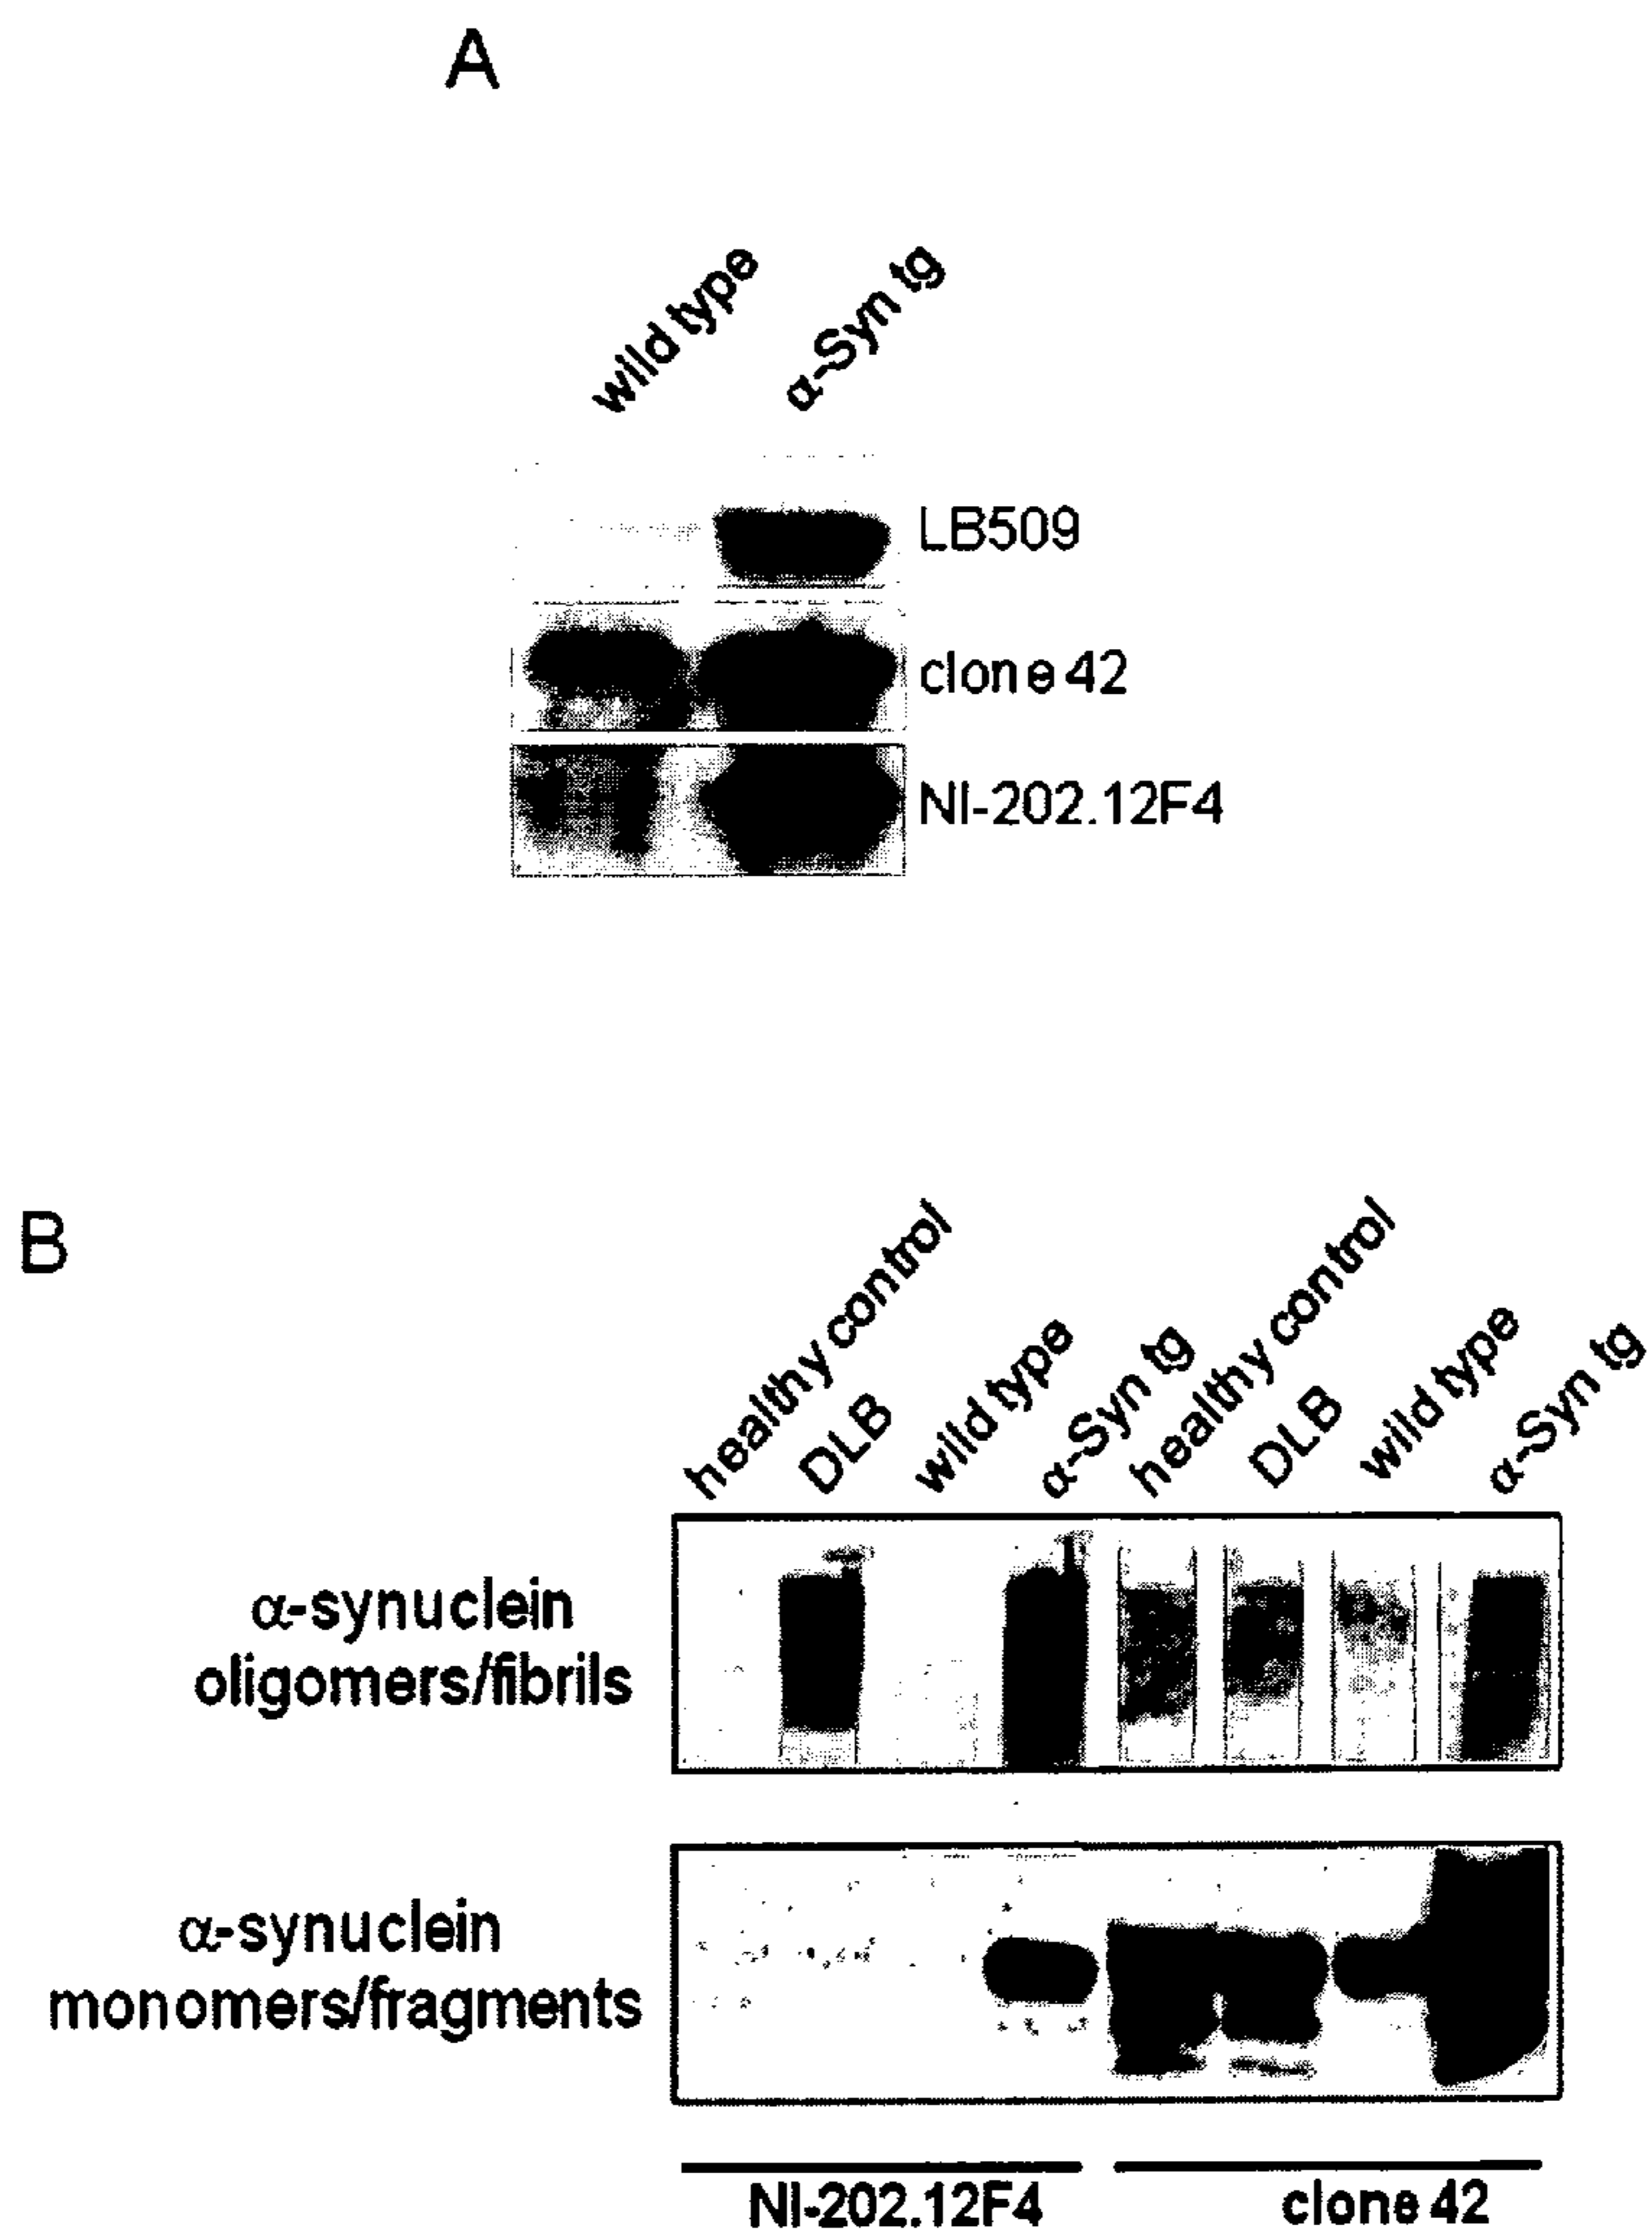 A
wild type
α-Syn tg
LB509
clone 42
NI-202.12F4
B
healthy control
DLB
wild type
α-Syn tg
healthy control
DLB
wild type
α-Syn tg
α-synuclein
oligomers/fibrils
α-synuclein
monomers/fragments
NI-202.12F4
clone 42